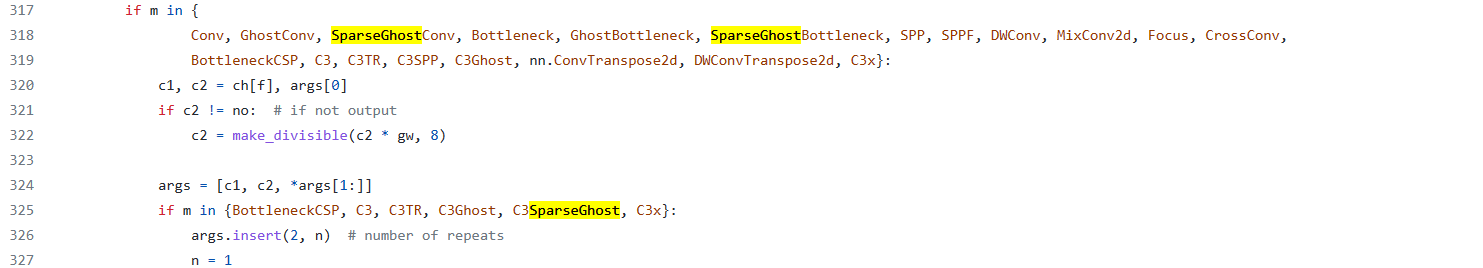 317 if m in {
318 Conv, GhostConv, SparseGhostConv, Bottleneck, GhostBottleneck, SparseGhostBottleneck, SPP, SPPF, DWConv, MixConv2d, Focus, CrossConv,
319 BottleneckCSP, C3, C3TR, C3SPP, C3Ghost, nn.ConvTranspose2d, DWConvTranspose2d, C3x}:
320 c1, c2 = ch[f], args[0]
321 if c2 != no:  # if not output
322 c2 = make_divisible(c2 * gw, 8)
323
324 args = [c1, c2, *args[1:]]
325 if m in {BottleneckCSP, C3, C3TR, C3Ghost, C3SparseGhost, C3x}:
326 args.insert(2, n)  # number of repeats
327 n = 1